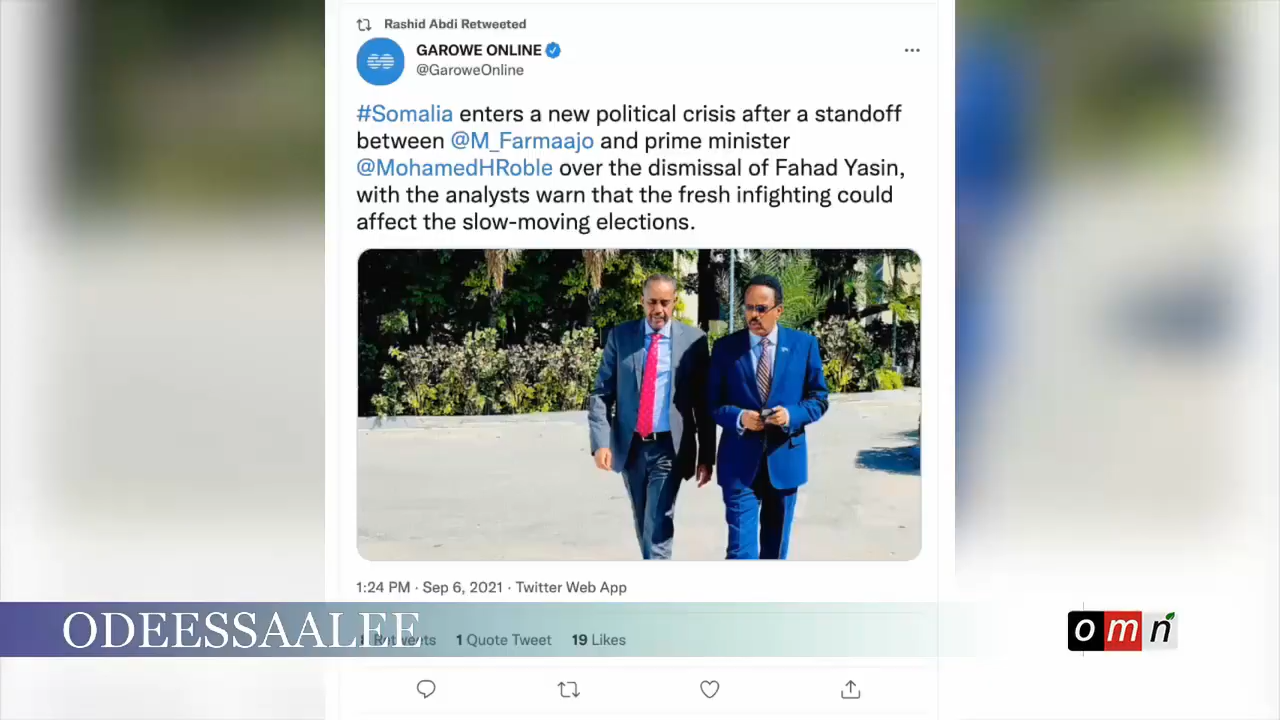 Rashid Abdi Retweeted
GAROWE ONLINE
@GaroweOnline
#Somalia enters a new political crisis after a standoff
between @M_Farmaajo and prime minister
@MohamedHRoble over the dismissal of Fahad Yasin,
with the analysts warn that the fresh infighting could
affect the slow-moving elections.
1:24 PM · Sep 6, 2021 · Twitter Web App
ODEESSAALEE
Retweets 1 Quote Tweet 19 Likes
omn